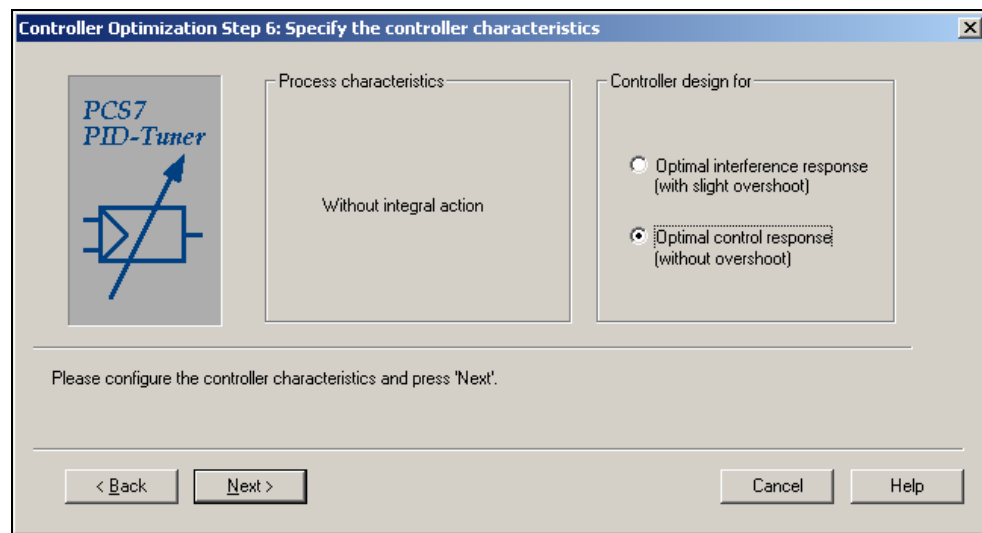 Controller Optimization Step 6: Specify the controller characteristics
PCS7
PID-Tuner
Process characteristics
Without integral action
Controller design for
Optimal interference response
(with slight overshoot)
Optimal control response
(without overshoot)
Please configure the controller characteristics and press 'Next'.
< Back
Next >
Cancel
Help